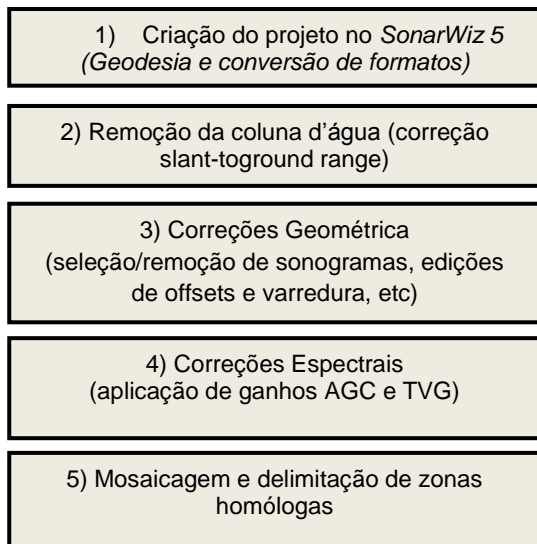 1) Criação do projeto no SonarWiz 5
(Geodesia e conversão de formatos)
2) Remoção da coluna d'água (correção
slant-toground range)
3) Correções Geométrica
(seleção/remoção de sonogramas, edições
de offsets e varredura, etc)
4) Correções Espectrais
(aplicação de ganhos AGC e TVG)
5) Mosaicagem e delimitação de zonas
homólogas